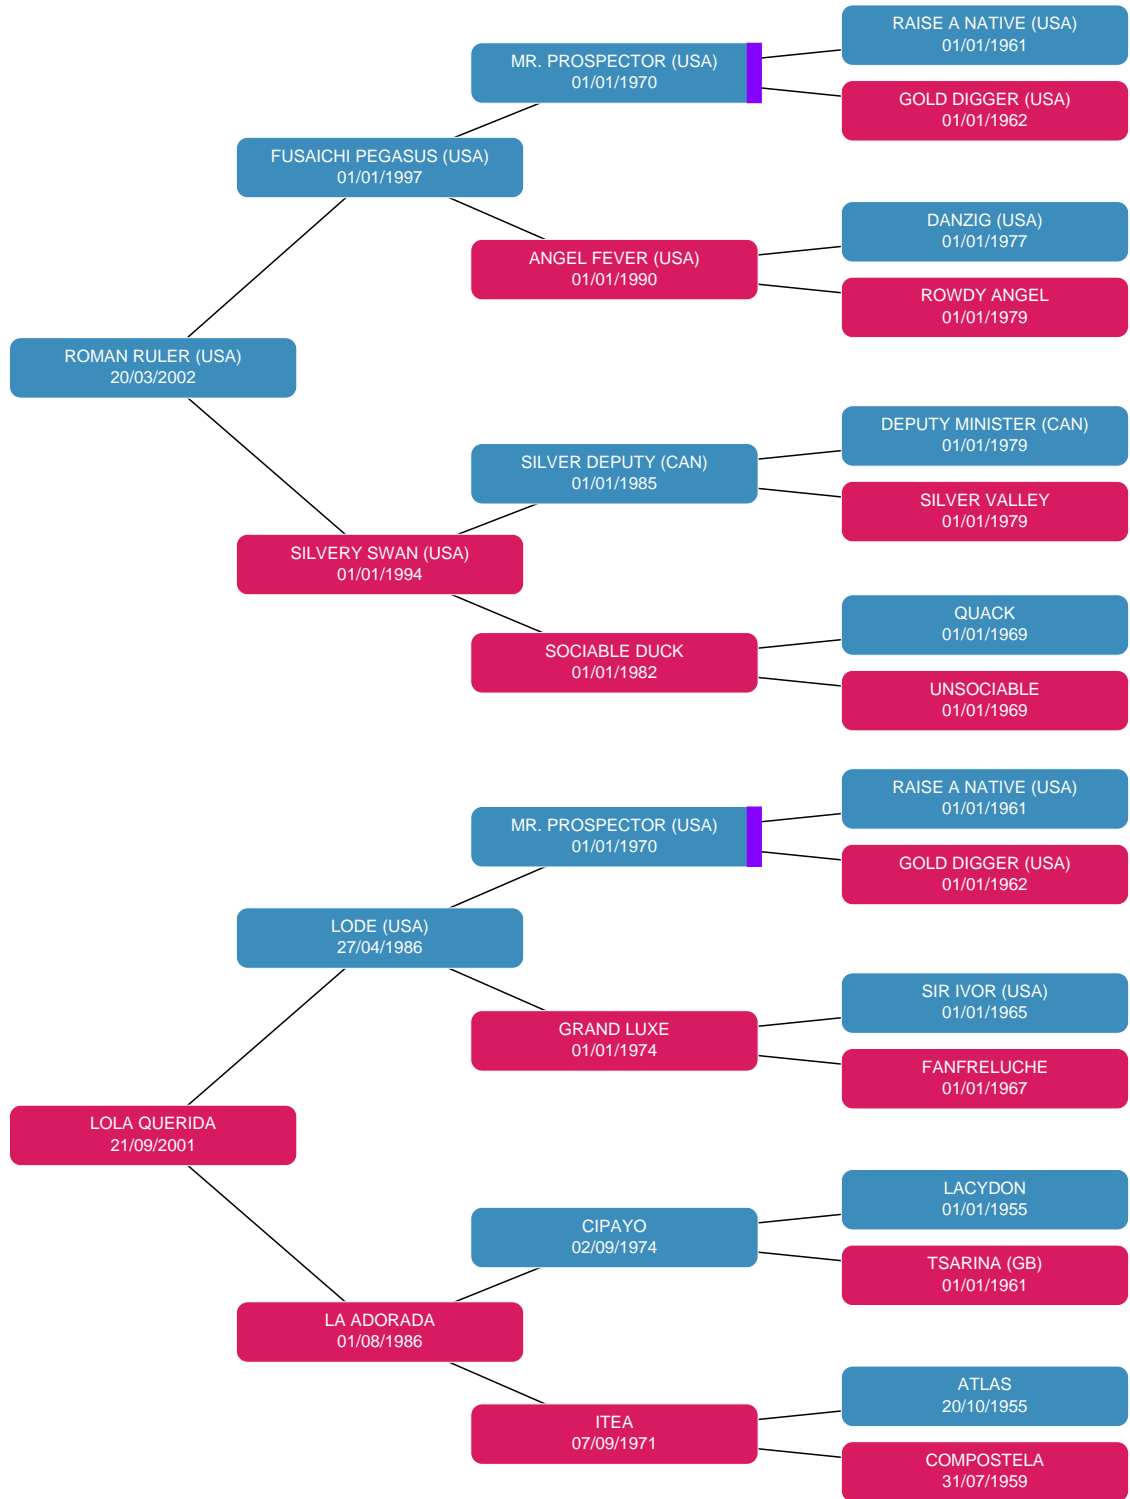 RAISE A NATIVE (USA)
01/01/1961
MR. PROSPECTOR (USA)
01/01/1970
GOLD DIGGER (USA)
01/01/1962
FUSAICHI PEGASUS (USA)
01/01/1997
DANZIG (USA)
01/01/1977
ANGEL FEVER (USA)
01/01/1990
ROWDY ANGEL
01/01/1979
ROMAN RULER (USA)
20/03/2002
DEPUTY MINISTER (CAN)
01/01/1979
SILVER DEPUTY (CAN)
01/01/1985
SILVER VALLEY
01/01/1979
SILVERY SWAN (USA)
01/01/1994
QUACK
01/01/1969
SOCIABLE DUCK
01/01/1982
UNSOCIABLE
01/01/1969
RAISE A NATIVE (USA)
01/01/1961
MR. PROSPECTOR (USA)
01/01/1970
GOLD DIGGER (USA)
01/01/1962
LODE (USA)
27/04/1986
SIR IVOR (USA)
01/01/1965
GRAND LUXE
01/01/1974
FANFRELUCHE
01/01/1967
LOLA QUERIDA
21/09/2001
LACYDON
01/01/1955
CIPAYO
02/09/1974
TSARINA (GB)
01/01/1961
LA ADORADA
01/08/1986
ATLAS
20/10/1955
ITEA
07/09/1971
COMPOSTELA
31/07/1959